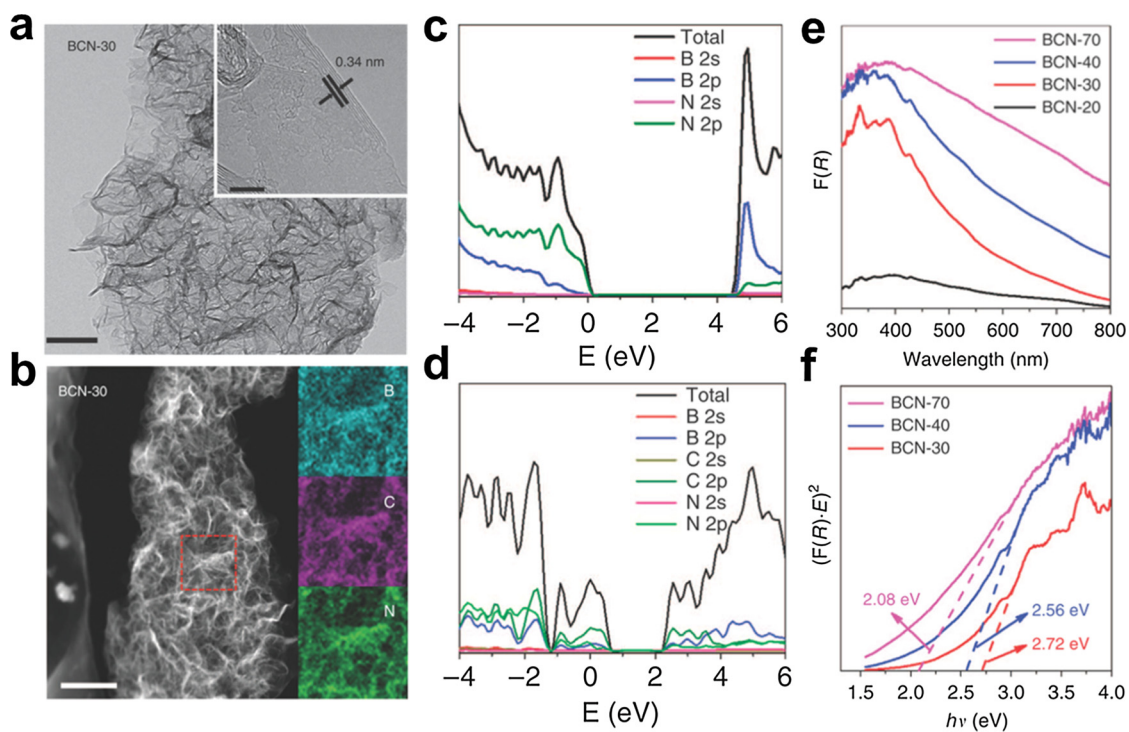 a
BCN-30
0.34 nm
b
BCN-30
B
C
N
c
Total
B 2s
B 2p
N 2s
N 2p
−4 −2 0 2 4 6
E (eV)
d
Total
B 2s
B 2p
C 2s
C 2p
N 2s
N 2p
−4 −2 0 2 4 6
E (eV)
e
BCN-70
BCN-40
BCN-30
BCN-20
F(R)
300 400 500 600 700 800
Wavelength (nm)
f
BCN-70
BCN-40
BCN-30
(F(R)·E)²
2.08 eV
2.56 eV
2.72 eV
1.5 2.0 2.5 3.0 3.5 4.0
hν (eV)